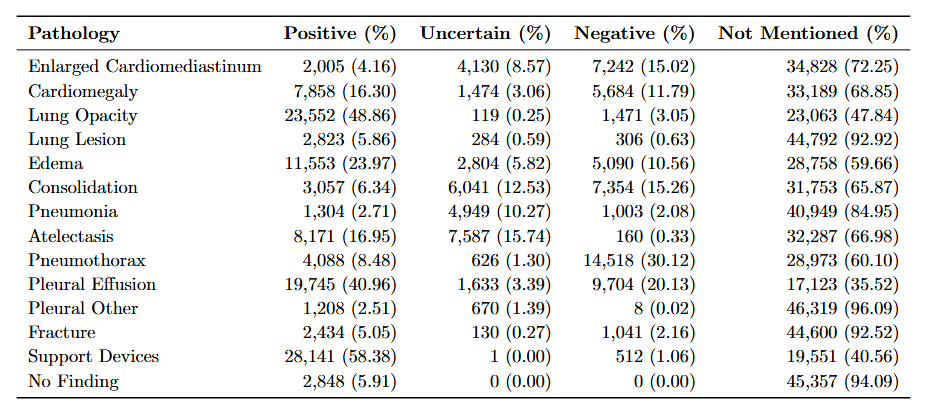 Pathology Positive (%) Uncertain (%) Negative (%) Not Mentioned (%)
Enlarged Cardiomediastinum 2,005 (4.16) 4,130 (8.57) 7,242 (15.02) 34,828 (72.25)
Cardiomegaly 7,858 (16.30) 1,474 (3.06) 5,684 (11.79) 33,189 (68.85)
Lung Opacity 23,552 (48.86) 119 (0.25) 1,471 (3.05) 23,063 (47.84)
Lung Lesion 2,823 (5.86) 284 (0.59) 306 (0.63) 44,792 (92.92)
Edema 11,553 (23.97) 2,804 (5.82) 5,090 (10.56) 28,758 (59.66)
Consolidation 3,057 (6.34) 6,041 (12.53) 7,354 (15.26) 31,753 (65.87)
Pneumonia 1,304 (2.71) 4,949 (10.27) 1,003 (2.08) 40,949 (84.95)
Atelectasis 8,171 (16.95) 7,587 (15.74) 160 (0.33) 32,287 (66.98)
Pneumothorax 4,088 (8.48) 626 (1.30) 14,518 (30.12) 28,973 (60.10)
Pleural Effusion 19,745 (40.96) 1,633 (3.39) 9,704 (20.13) 17,123 (35.52)
Pleural Other 1,208 (2.51) 670 (1.39) 8 (0.02) 46,319 (96.09)
Fracture 2,434 (5.05) 130 (0.27) 1,041 (2.16) 44,600 (92.52)
Support Devices 28,141 (58.38) 1 (0.00) 512 (1.06) 19,551 (40.56)
No Finding 2,848 (5.91) 0 (0.00) 0 (0.00) 45,357 (94.09)